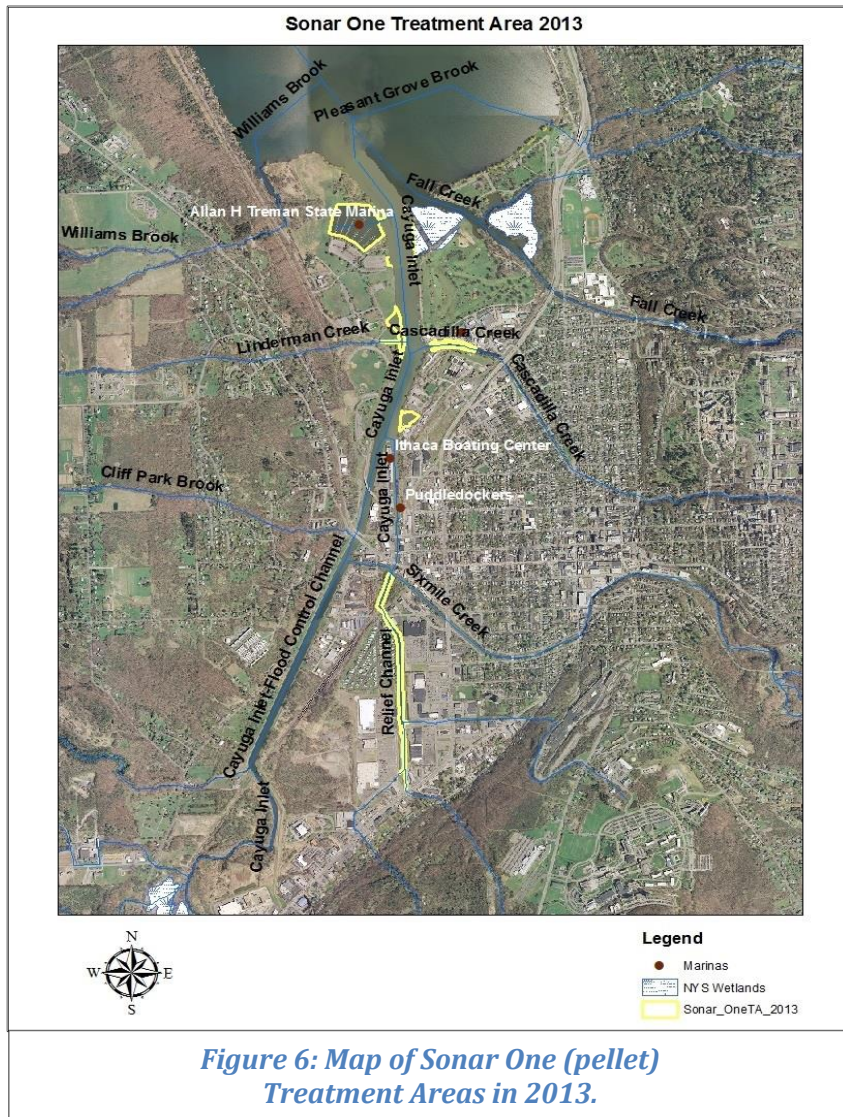 Sonar One Treatment Area 2013
Williams Brook
Pleasant Grove Brook
Fall Creek
Allan H Treman State Marina
Cayuga Inlet
Williams Brook
Fall Creek
Linderman Creek
Cascadilla Creek
Cayuga Inlet
Cascadilla Creek
Ithaca Boating Center
Cliff Park Brook
Cayuga Inlet
Puddledockers
Cayuga Inlet-Flood Control Channel
Sixmile Creek
Relief Channel
Cayuga Inlet
N
W E
S
Legend
Marinas
NYS Wetlands
Sonar_OneTA_2013
Figure 6: Map of Sonar One (pellet)
Treatment Areas in 2013.